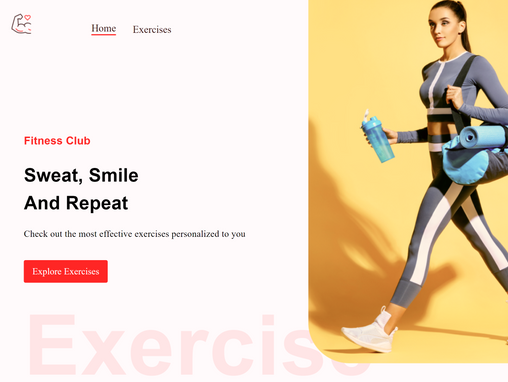 Home Exercises
Fitness Club
Sweat, Smile
And Repeat
Check out the most effective exercises personalized to you
Explore Exercises
Exercise